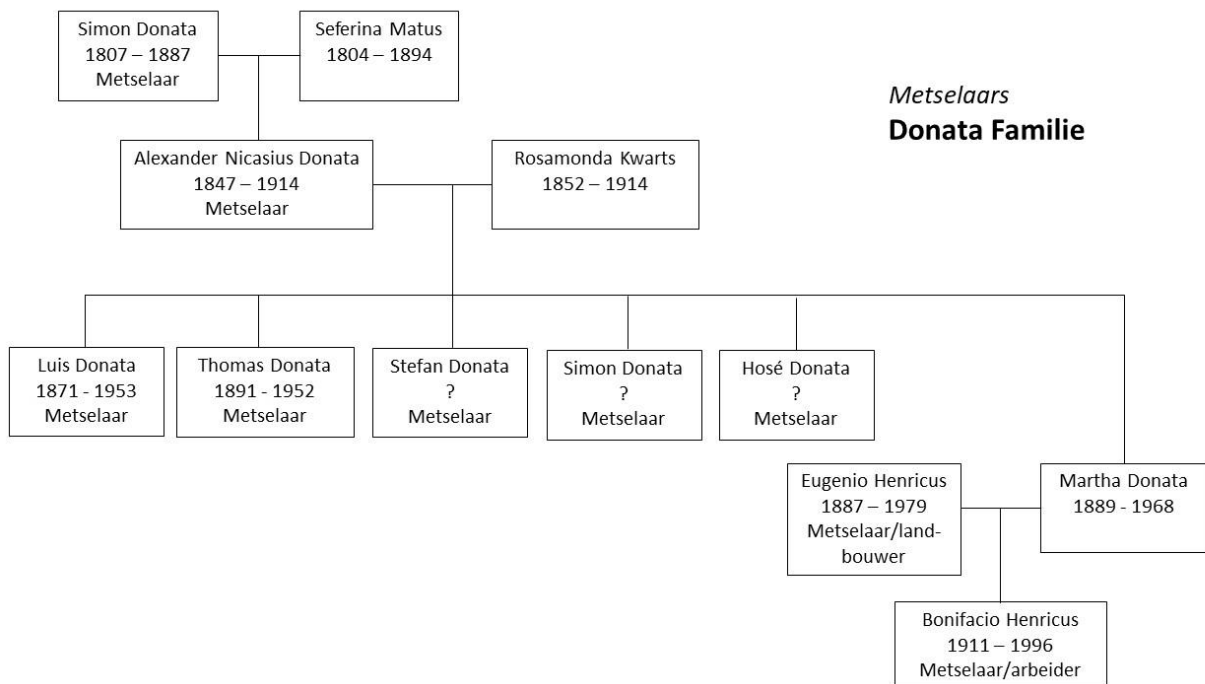 Simon Donata
1807 – 1887
Metselaar
Seferina Matus
1804 – 1894
Metselaars
Donata Familie
Alexander Nicasius Donata
1847 – 1914
Metselaar
Rosamonda Kwarts
1852 – 1914
Luis Donata
1871 - 1953
Metselaar
Thomas Donata
1891 - 1952
Metselaar
Stefan Donata
?
Metselaar
Simon Donata
?
Metselaar
Hosé Donata
?
Metselaar
Eugenio Henricus
1887 – 1979
Metselaar/land-
bouwer
Martha Donata
1889 - 1968
Bonifacio Henricus
1911 – 1996
Metselaar/arbeider